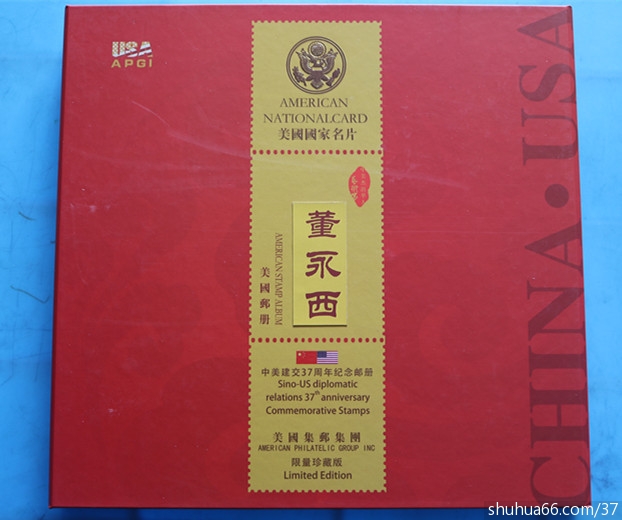 USA
APGI
AMERICAN
NATIONALCARD
美國國家名片
董永西
AMERICAN STAMP ALBUM
美國郵册
中美建交37周年纪念邮册
Sino-US diplomatic
relations 37th anniversary
Commemorative Stamps
美國集郵集團
AMERICAN PHILATELIC GROUP INC
限量珍藏版
Limited Edition
CHINA•USA
shuhua66.com/37